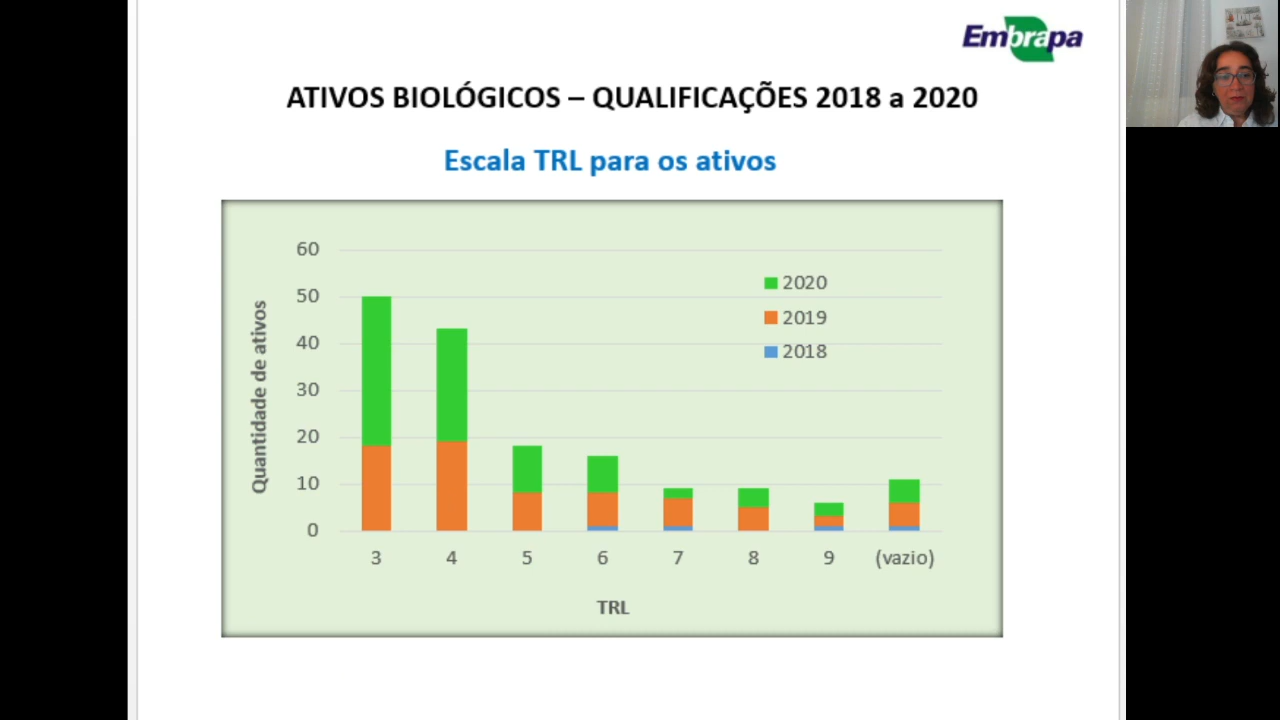 Embrapa
ATIVOS BIOLÓGICOS – QUALIFICAÇÕES 2018 a 2020
Escala TRL para os ativos
Quantidade de ativos
60
50
40
30
20
10
0
2020
2019
2018
3 4 5 6 7 8 9 (vazio)
TRL